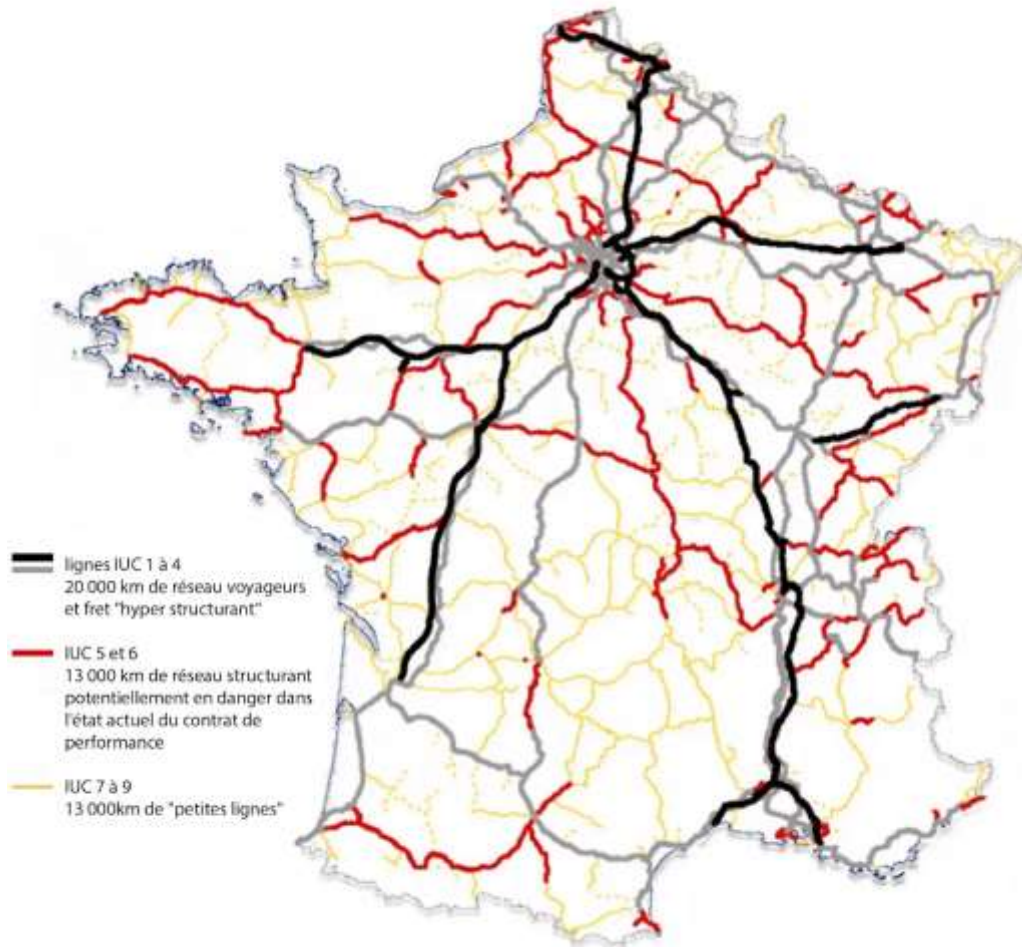 lignes IUC 1 à 4
20 000 km de réseau voyageurs
et fret "hyper structurant"
IUC 5 et 6
13 000 km de réseau structurant
potentiellement en danger dans
l'état actuel du contrat de
performance
IUC 7 à 9
13 000km de "petites lignes"